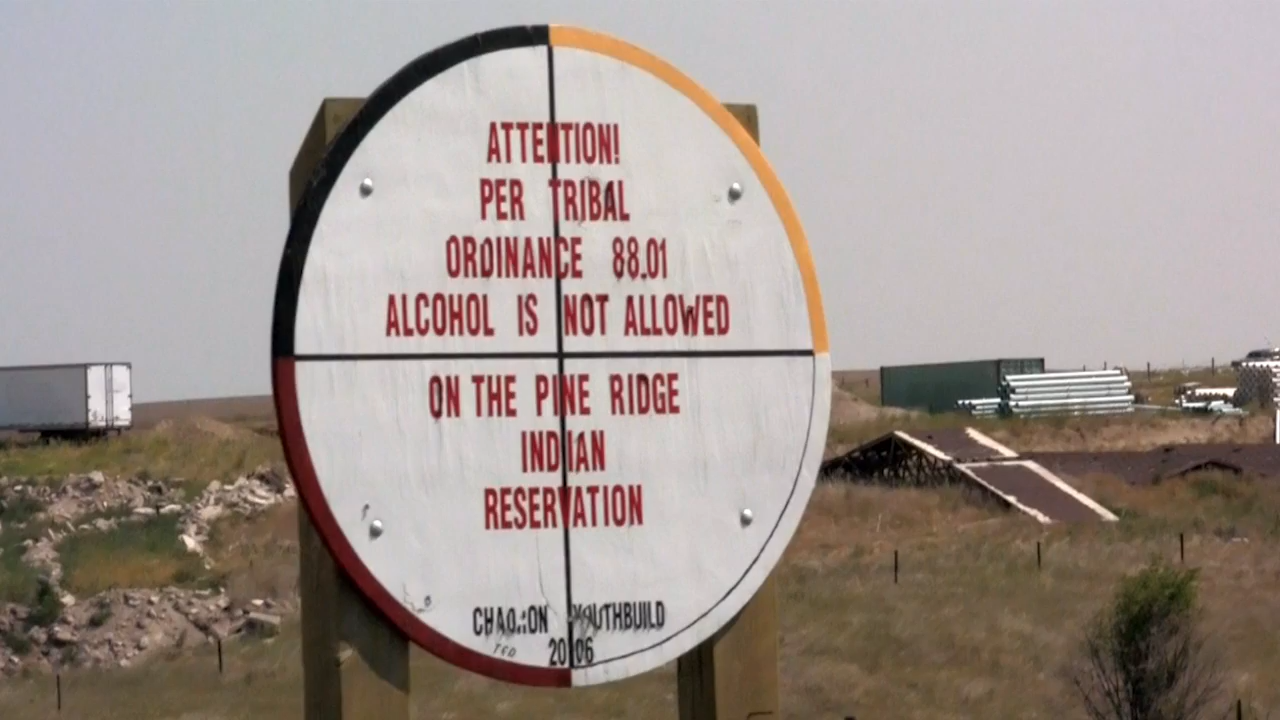 ATTENTION!
PER TRIBAL
ORDINANCE 88.01
ALCOHOL IS NOT ALLOWED
ON THE PINE RIDGE
INDIAN
RESERVATION
YOUTHBUILD
2006